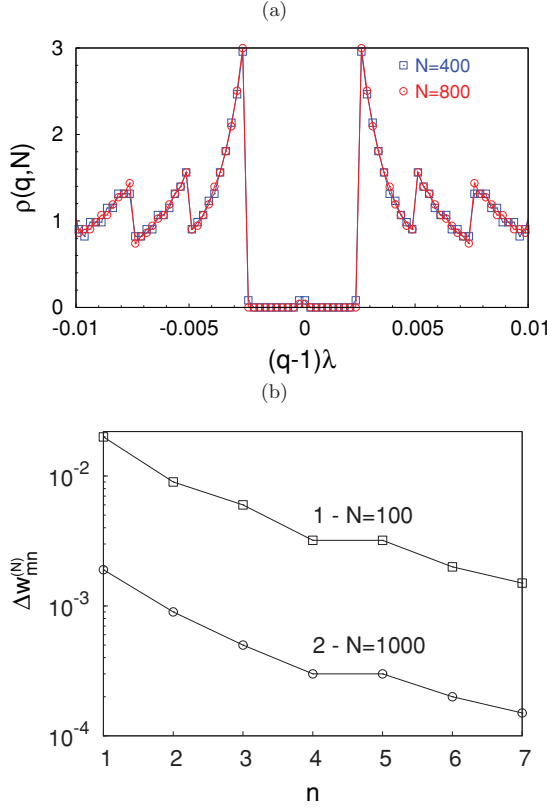 (a)
ρ(q,N)
3
2
1
0
N=400
N=800
-0.01 -0.005 0 0.005 0.01
(q-1)λ
(b)
Δw_{mn}^{(N)}
10^{-2}
10^{-3}
10^{-4}
1 - N=100
2 - N=1000
1 2 3 4 5 6 7
n